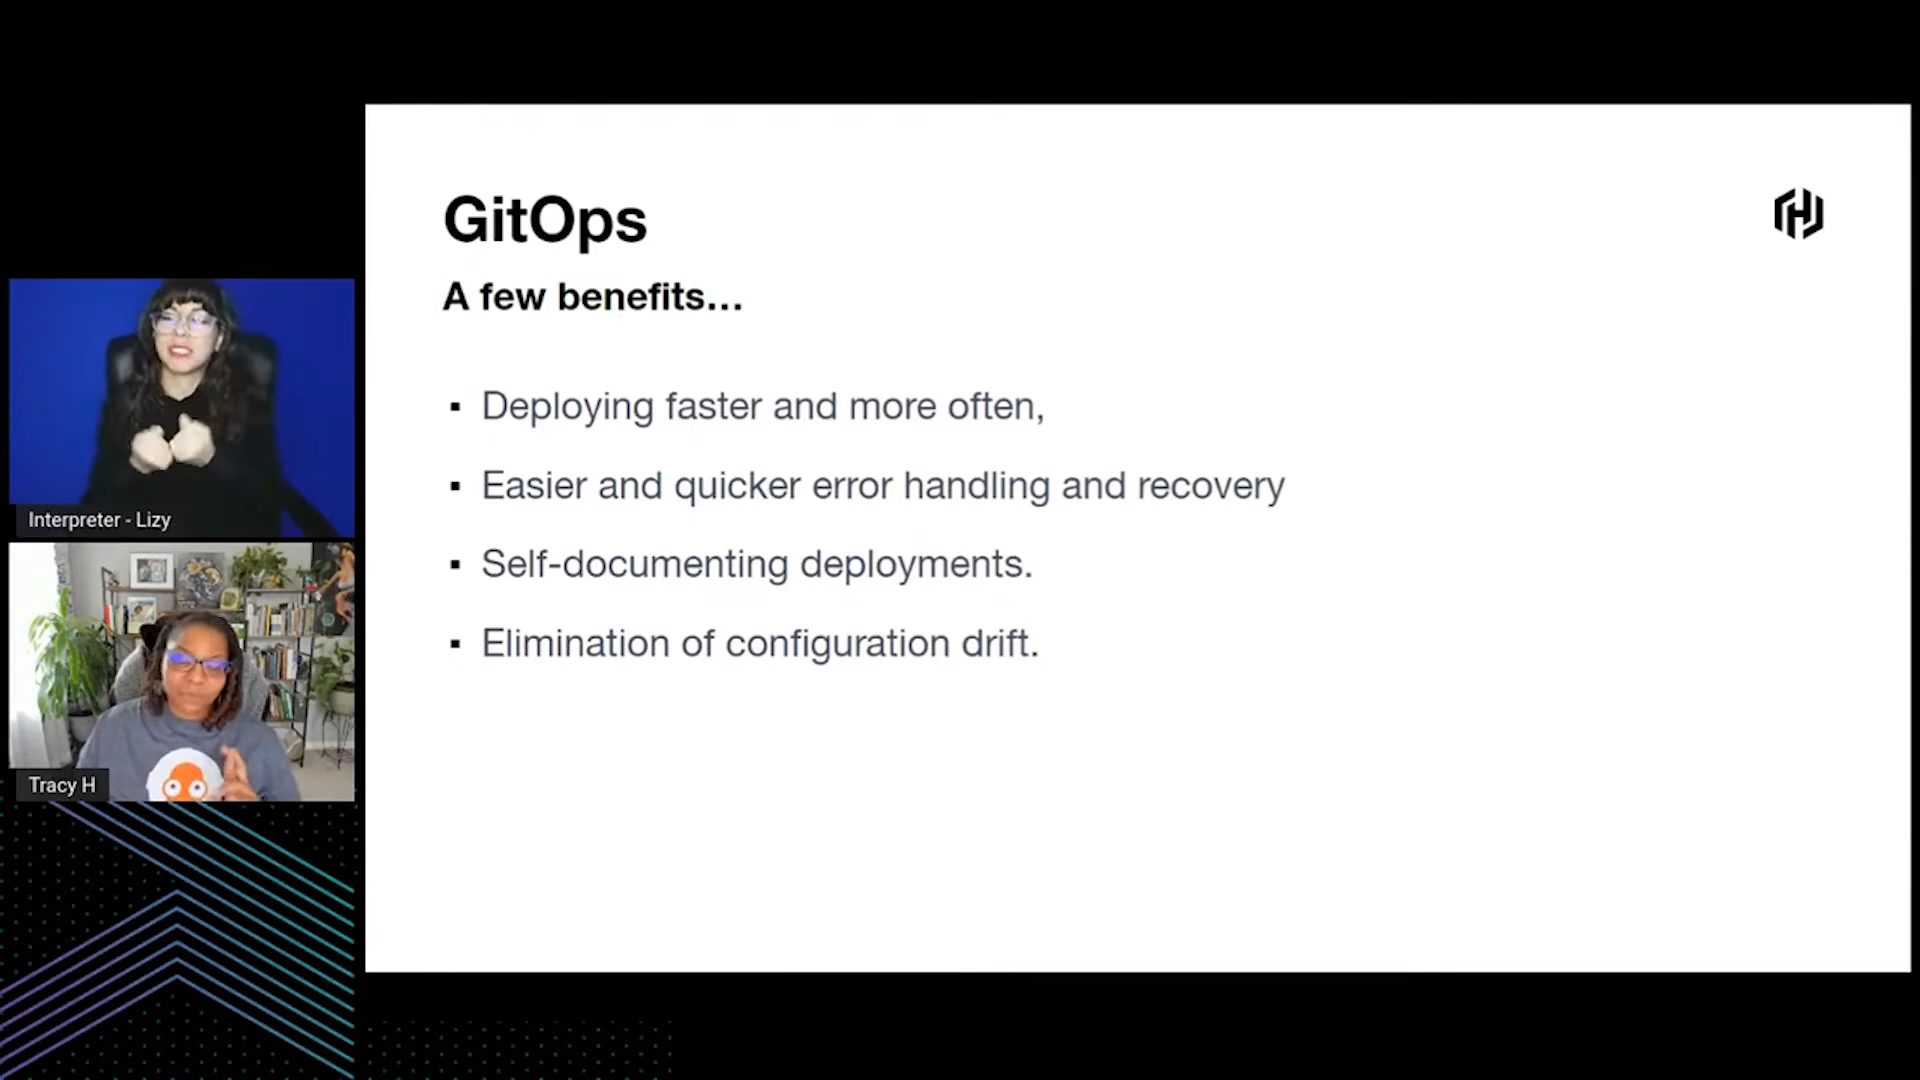 GitOps
A few benefits...
▪ Deploying faster and more often,
▪ Easier and quicker error handling and recovery
▪ Self-documenting deployments.
▪ Elimination of configuration drift.
Interpreter - Lizy
Tracy H